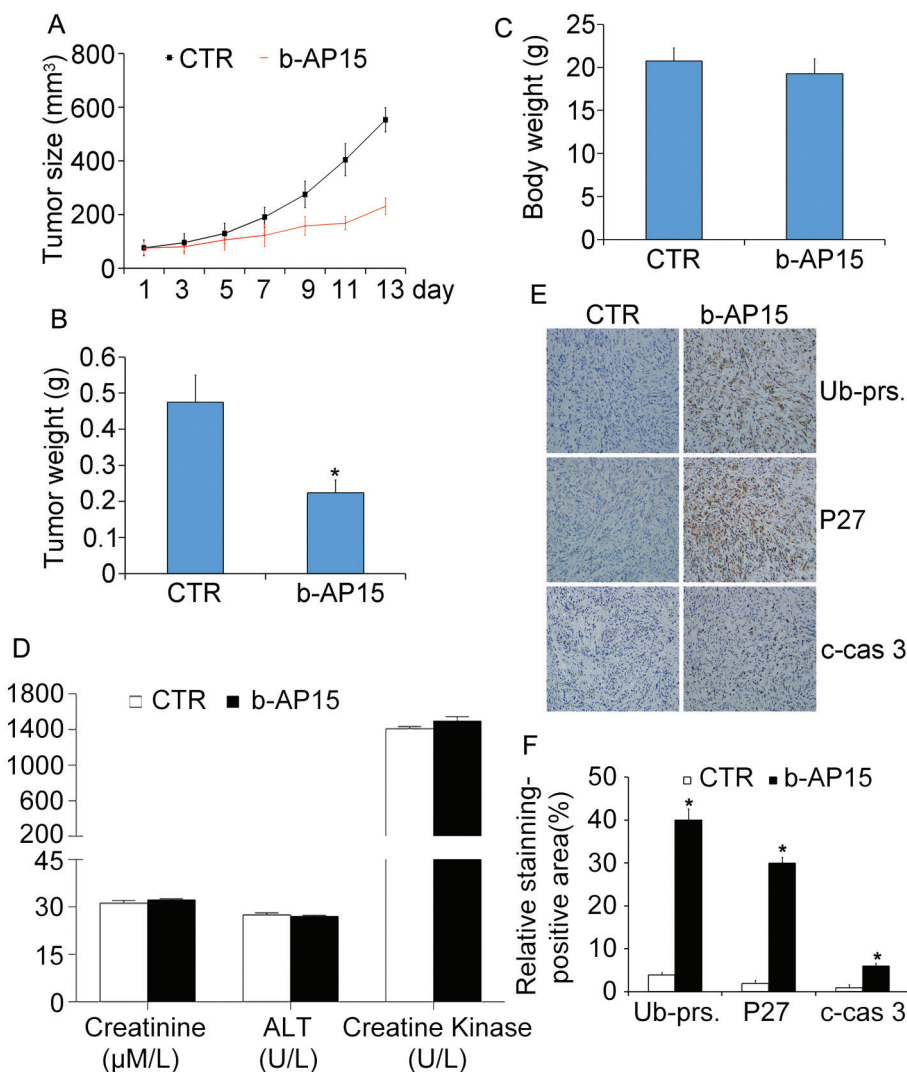 A
CTR b-AP15
Tumor size (mm³)
800
600
400
200
0
1 3 5 7 9 11 13 day
B
Tumor weight (g)
0.6
0.5
0.4
0.3
0.2
0.1
0
*
CTR b-AP15
C
Body weight (g)
25
20
15
10
5
0
CTR b-AP15
D
CTR b-AP15
1800
1400
1000
600
200
45
30
15
0
Creatinine ALT Creatine Kinase
(µM/L) (U/L) (U/L)
E
CTR b-AP15
Ub-prs.
P27
c-cas 3
F
CTR b-AP15
Relative stainning-
positive area(%)
50
40
30
20
10
0
* * *
Ub-prs. P27 c-cas 3